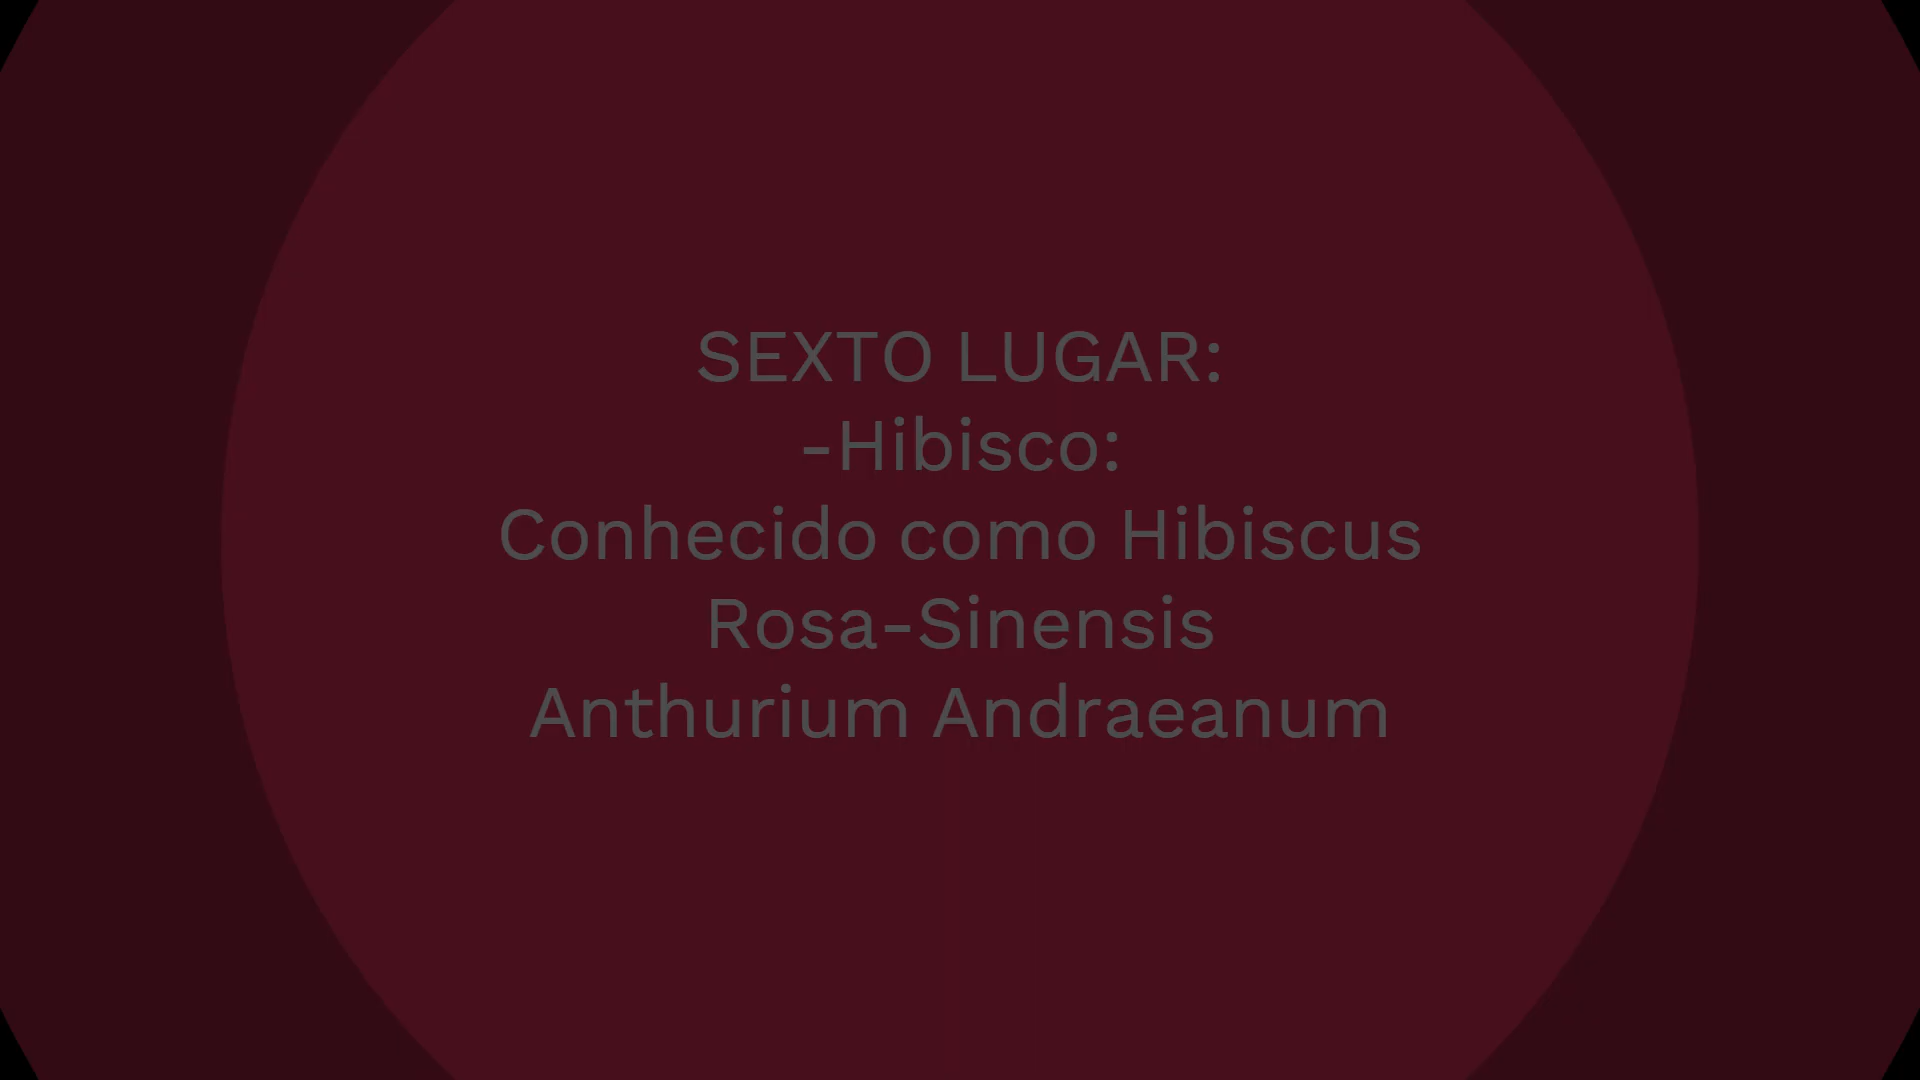 SEXTO LUGAR:
-Hibisco:
Conhecido como Hibiscus
Rosa-Sinensis
Anthurium Andraeanum